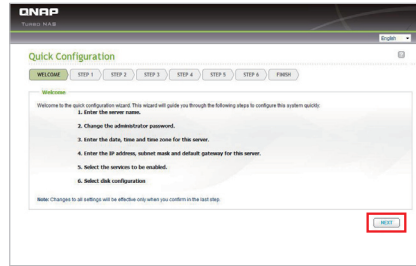 QNAP
TURBO NAS
English
Quick Configuration
WELCOME STEP 1 STEP 2 STEP 3 STEP 4 STEP 5 STEP 6 FINISH
Welcome
Welcome to the quick configuration wizard. This wizard will guide you through the following steps to configure this system quickly:
1. Enter the server name.
2. Change the administrator password.
3. Enter the date, time and time zone for this server.
4. Enter the IP address, subnet mask and default gateway for this server.
5. Select the services to be enabled.
6. Select disk configuration
Note: Changes to all settings will be effective only when you confirm in the last step.
NEXT